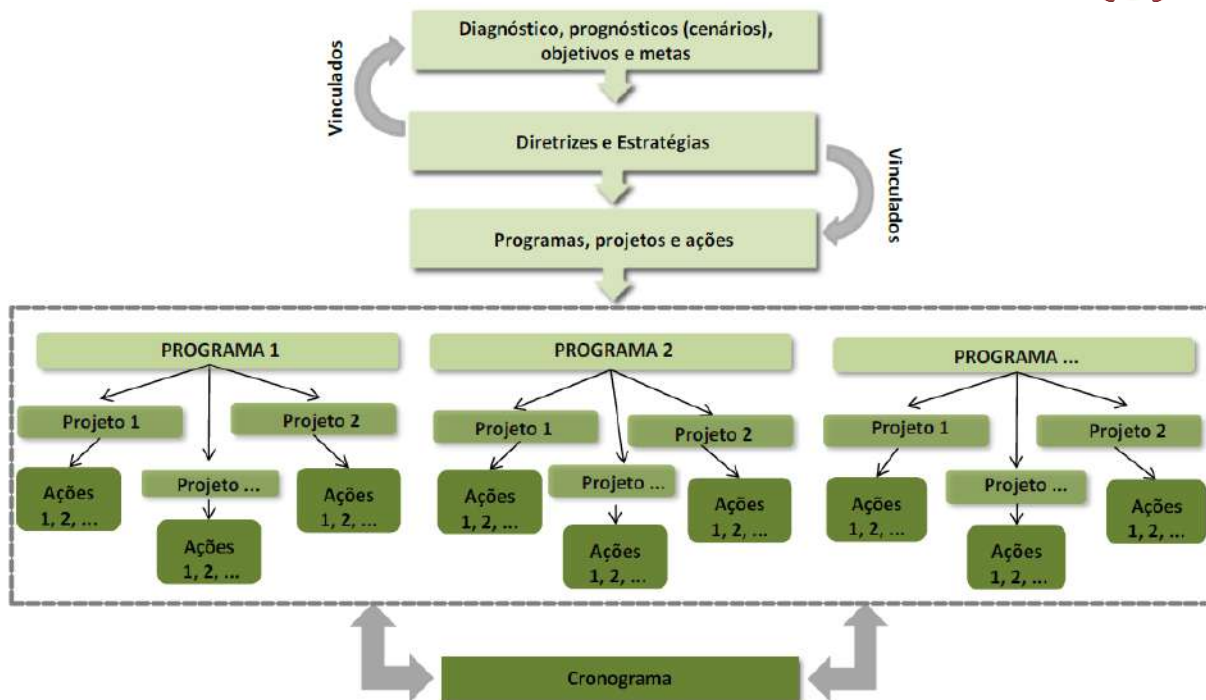 Diagnóstico, prognósticos (cenários),
objetivos e metas
Vinculados
Diretrizes e Estratégias
Vinculados
Programas, projetos e ações
PROGRAMA 1
PROGRAMA 2
PROGRAMA ...
Projeto 1
Projeto 2
Projeto 1
Projeto 2
Projeto 1
Projeto 2
Ações
1, 2, ...
Projeto ...
Ações
1, 2, ...
Ações
1, 2, ...
Projeto ...
Ações
1, 2, ...
Ações
1, 2, ...
Projeto ...
Ações
1, 2, ...
Ações
1, 2, ...
Ações
1, 2, ...
Ações
1, 2, ...
Cronograma